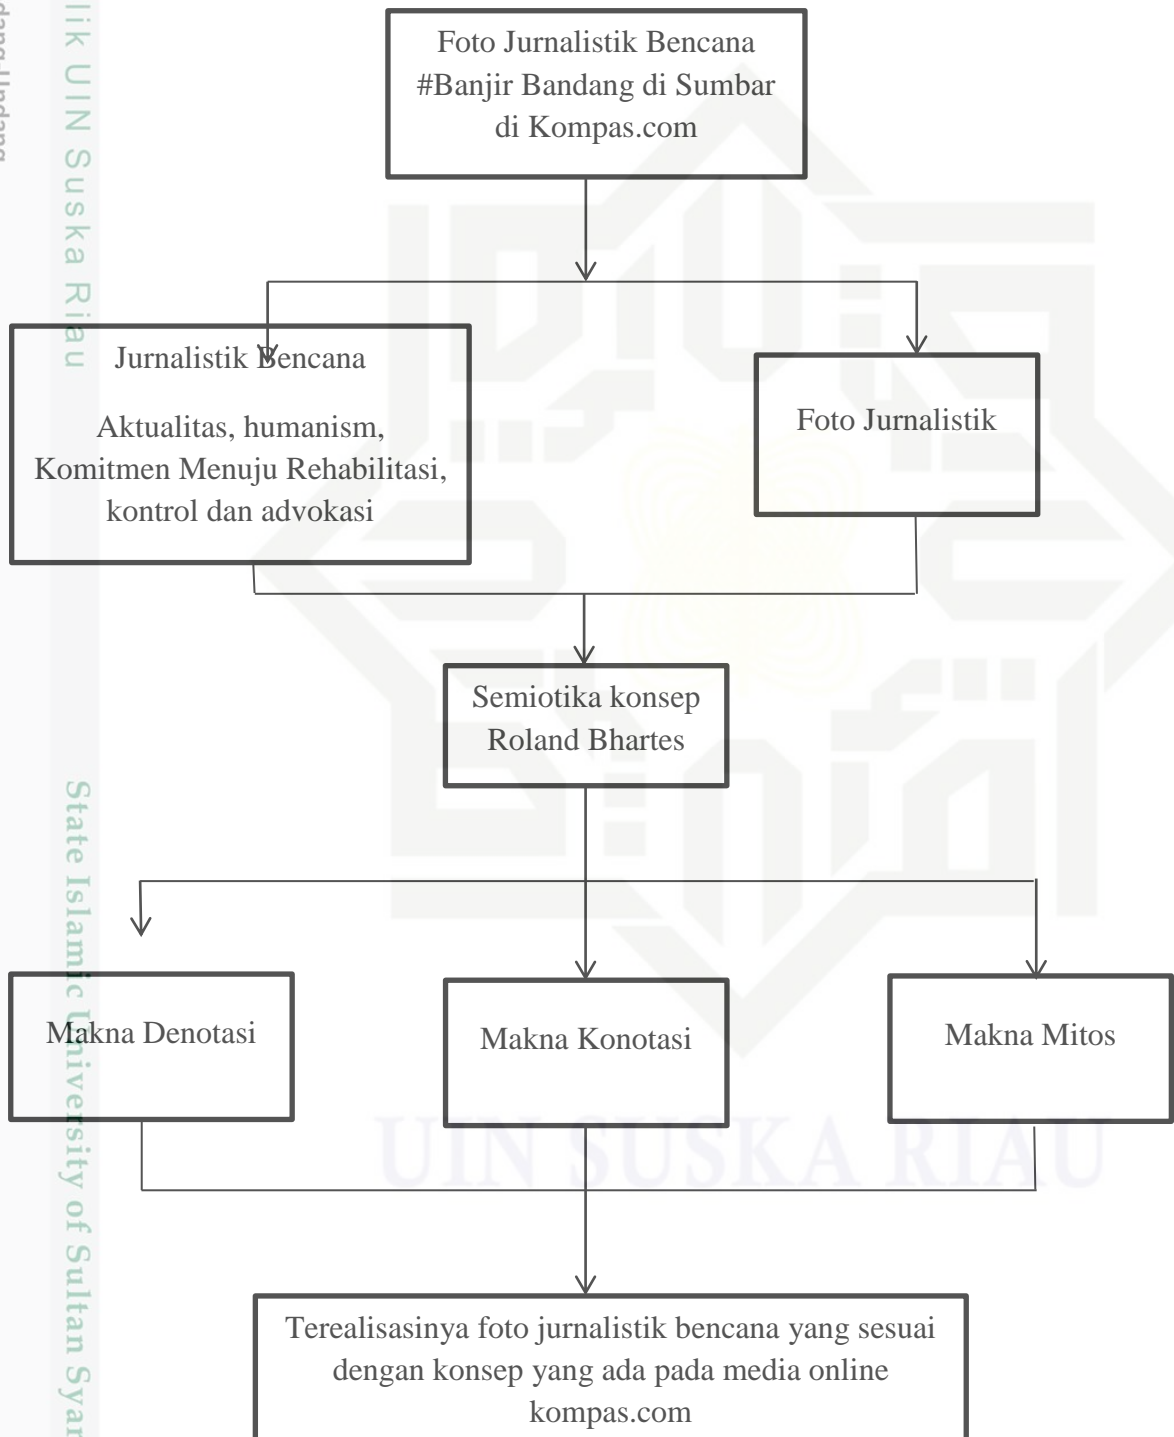 Foto Jurnalistik Bencana
#Banjir Bandang di Sumbar
di Kompas.com
Jurnalistik Bencana
Aktualitas, humanism,
Komitmen Menuju Rehabilitasi,
kontrol dan advokasi
Foto Jurnalistik
Semiotika konsep
Roland Bhartes
Makna Denotasi
Makna Konotasi
Makna Mitos
Terealisasinya foto jurnalistik bencana yang sesuai
dengan konsep yang ada pada media online
kompas.com
UIN SUSKA RIAU
lik UIN Suska Riau
State Islamic University of Sultan Syar